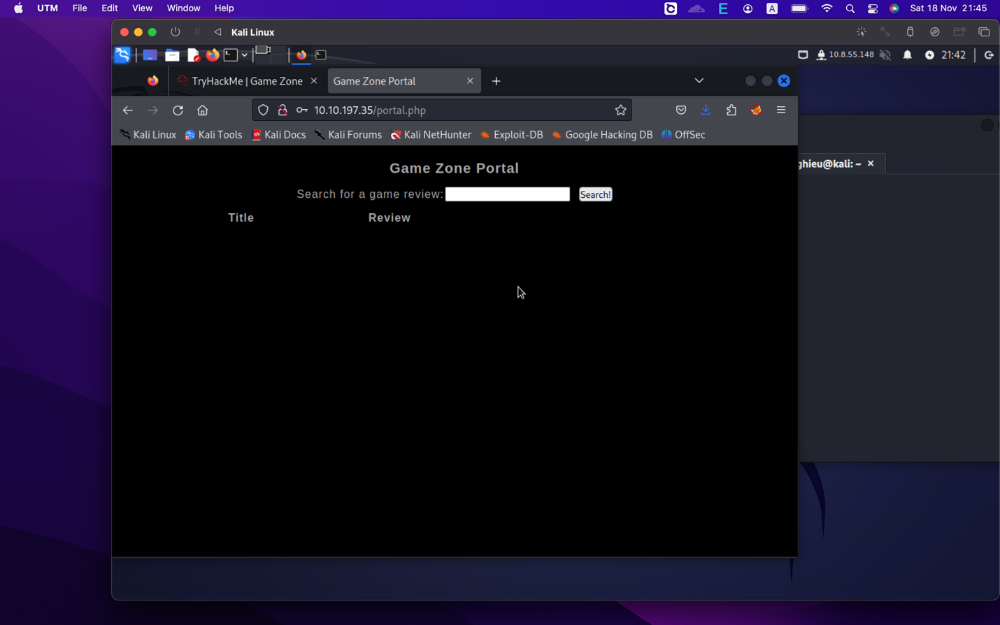 UTM File Edit View Window Help E A Sat 18 Nov 21:45
Kali Linux
10.8.55.148 21:42
TryHackMe | Game Zone Game Zone Portal
10.10.197.35/portal.php
Kali Linux Kali Tools Kali Docs Kali Forums Kali NetHunter Exploit-DB Google Hacking DB OffSec
ghieu@kali: ~
Game Zone Portal
Search for a game review: Search!
Title Review